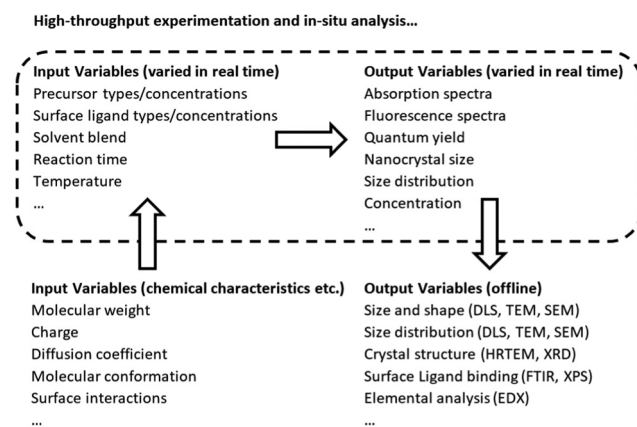 High-throughput experimentation and in-situ analysis...
Input Variables (varied in real time)
Precursor types/concentrations
Surface ligand types/concentrations
Solvent blend
Reaction time
Temperature
...
Output Variables (varied in real time)
Absorption spectra
Fluorescence spectra
Quantum yield
Nanocrystal size
Size distribution
Concentration
...
Input Variables (chemical characteristics etc.)
Molecular weight
Charge
Diffusion coefficient
Molecular conformation
Surface interactions
...
Output Variables (offline)
Size and shape (DLS, TEM, SEM)
Size distribution (DLS, TEM, SEM)
Crystal structure (HRTEM, XRD)
Surface Ligand binding (FTIR, XPS)
Elemental analysis (EDX)
...